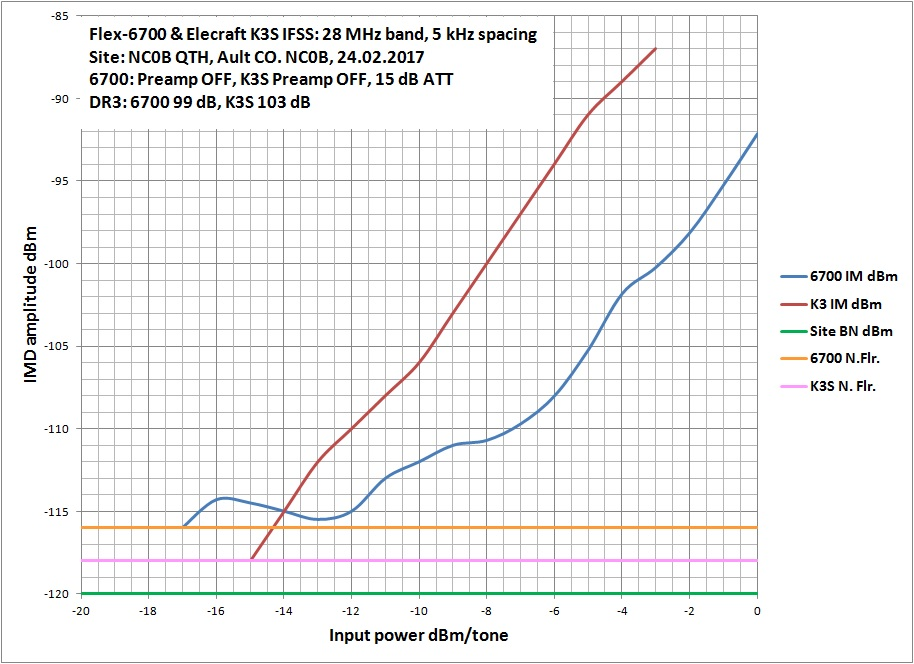 Flex-6700 & Elecraft K3S IFSS: 28 MHz band, 5 kHz spacing
Site: NC0B QTH, Ault CO. NC0B, 24.02.2017
6700: Preamp OFF, K3S Preamp OFF, 15 dB ATT
DR3: 6700 99 dB, K3S 103 dB
-85
-90
-95
-100
-105
-110
-115
-120
IMD amplitude dBm
-20 -18 -16 -14 -12 -10 -8 -6 -4 -2 0
Input power dBm/tone
6700 IM dBm
K3 IM dBm
Site BN dBm
6700 N.Flr.
K3S N. Flr.